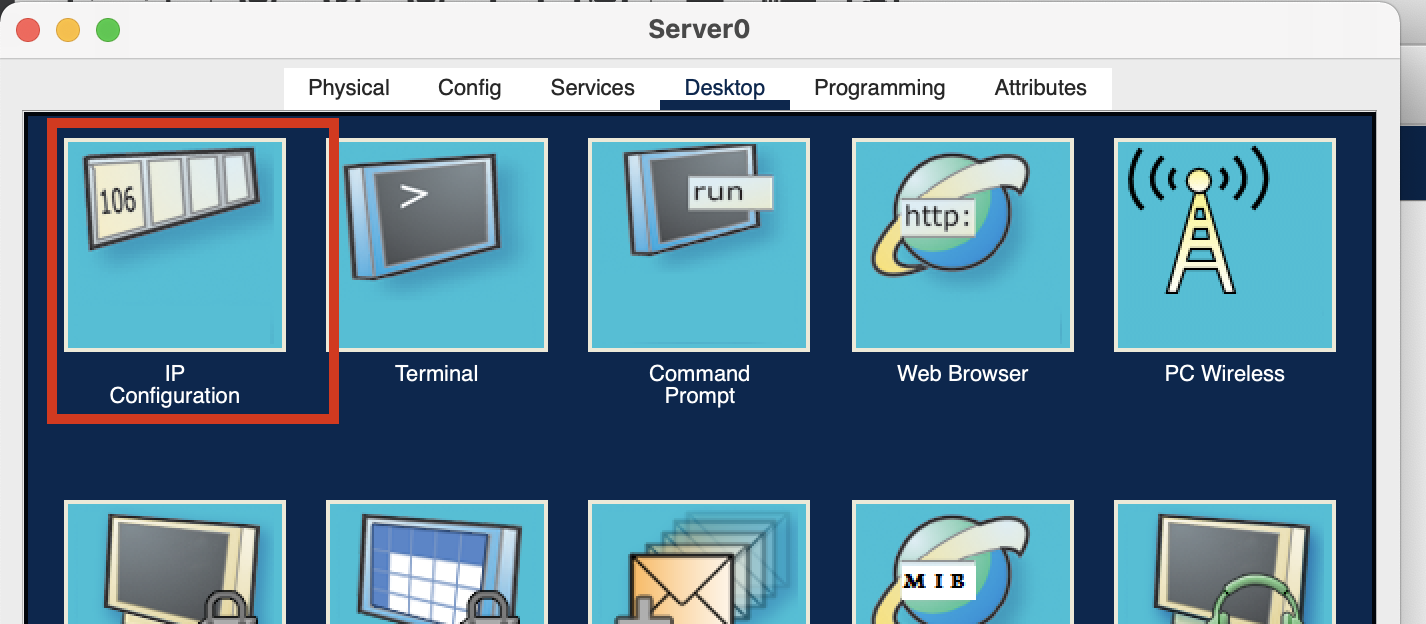 Server0
Physical Config Services Desktop Programming Attributes
106
>
run
http:
IP
Configuration
Terminal
Command
Prompt
Web Browser
PC Wireless
MIB